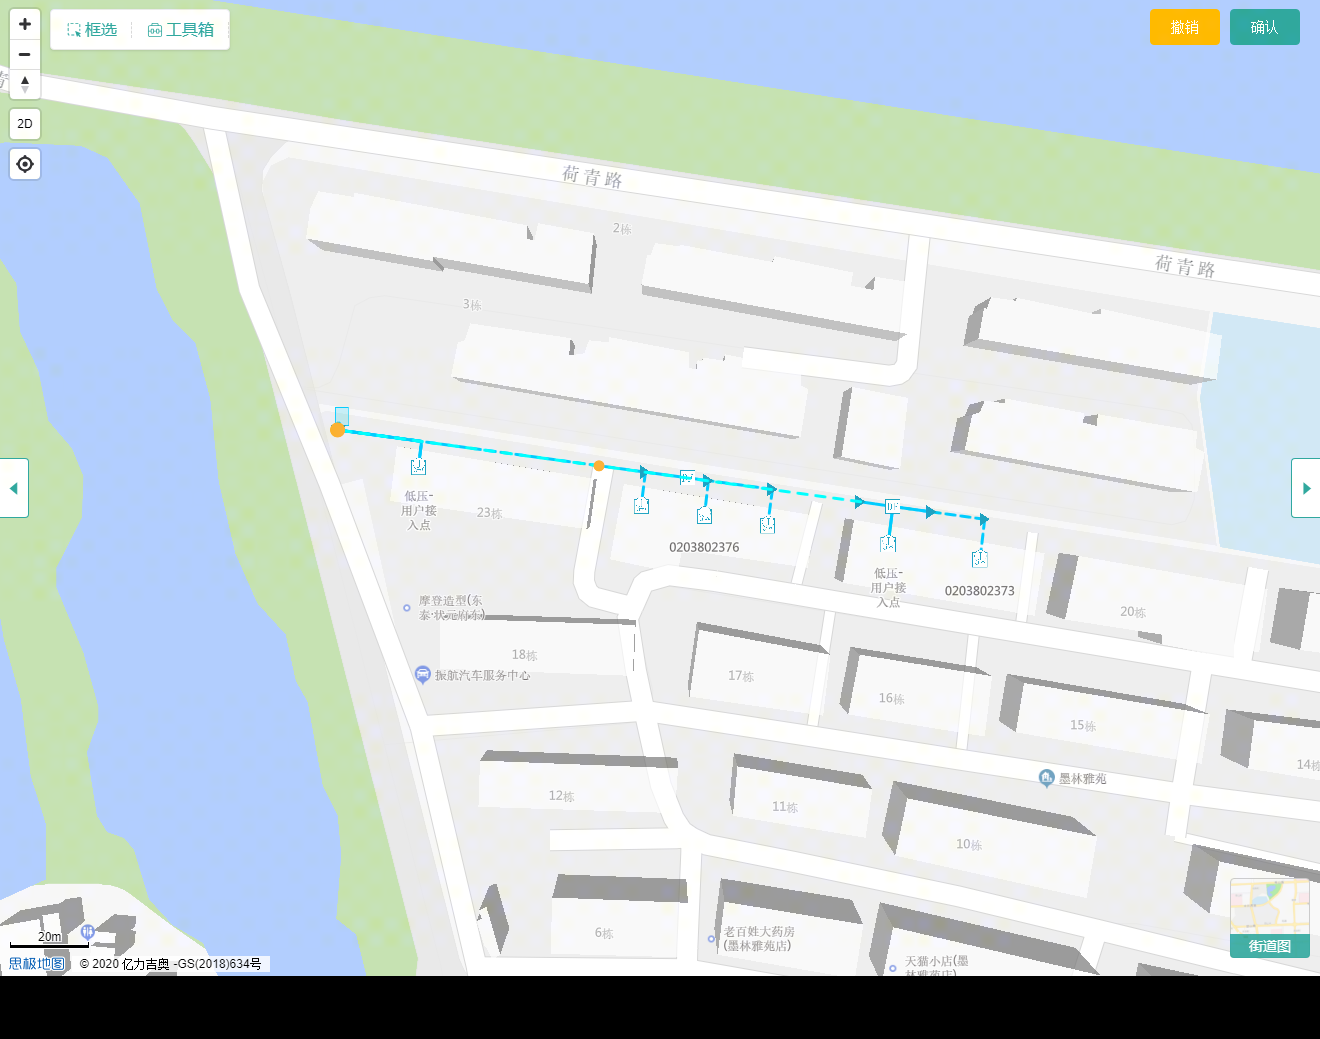 框选
工具箱
撤销
确认
2D
青
荷青路
荷青路
2栋
3栋
低压-
用户接
入点
23栋
0203802376
低压-
用户接
入点
0203802373
20栋
摩登造型(东
泰·状元府东)
18栋
振航汽车服务中心
17栋
16栋
15栋
14栋
墨林雅苑
12栋
11栋
10栋
6栋
老百姓大药房
(墨林雅苑店)
天猫小店(墨
林雅苑店)
20m
思极地图
© 2020 亿力吉奥 -GS(2018)634号
街道图